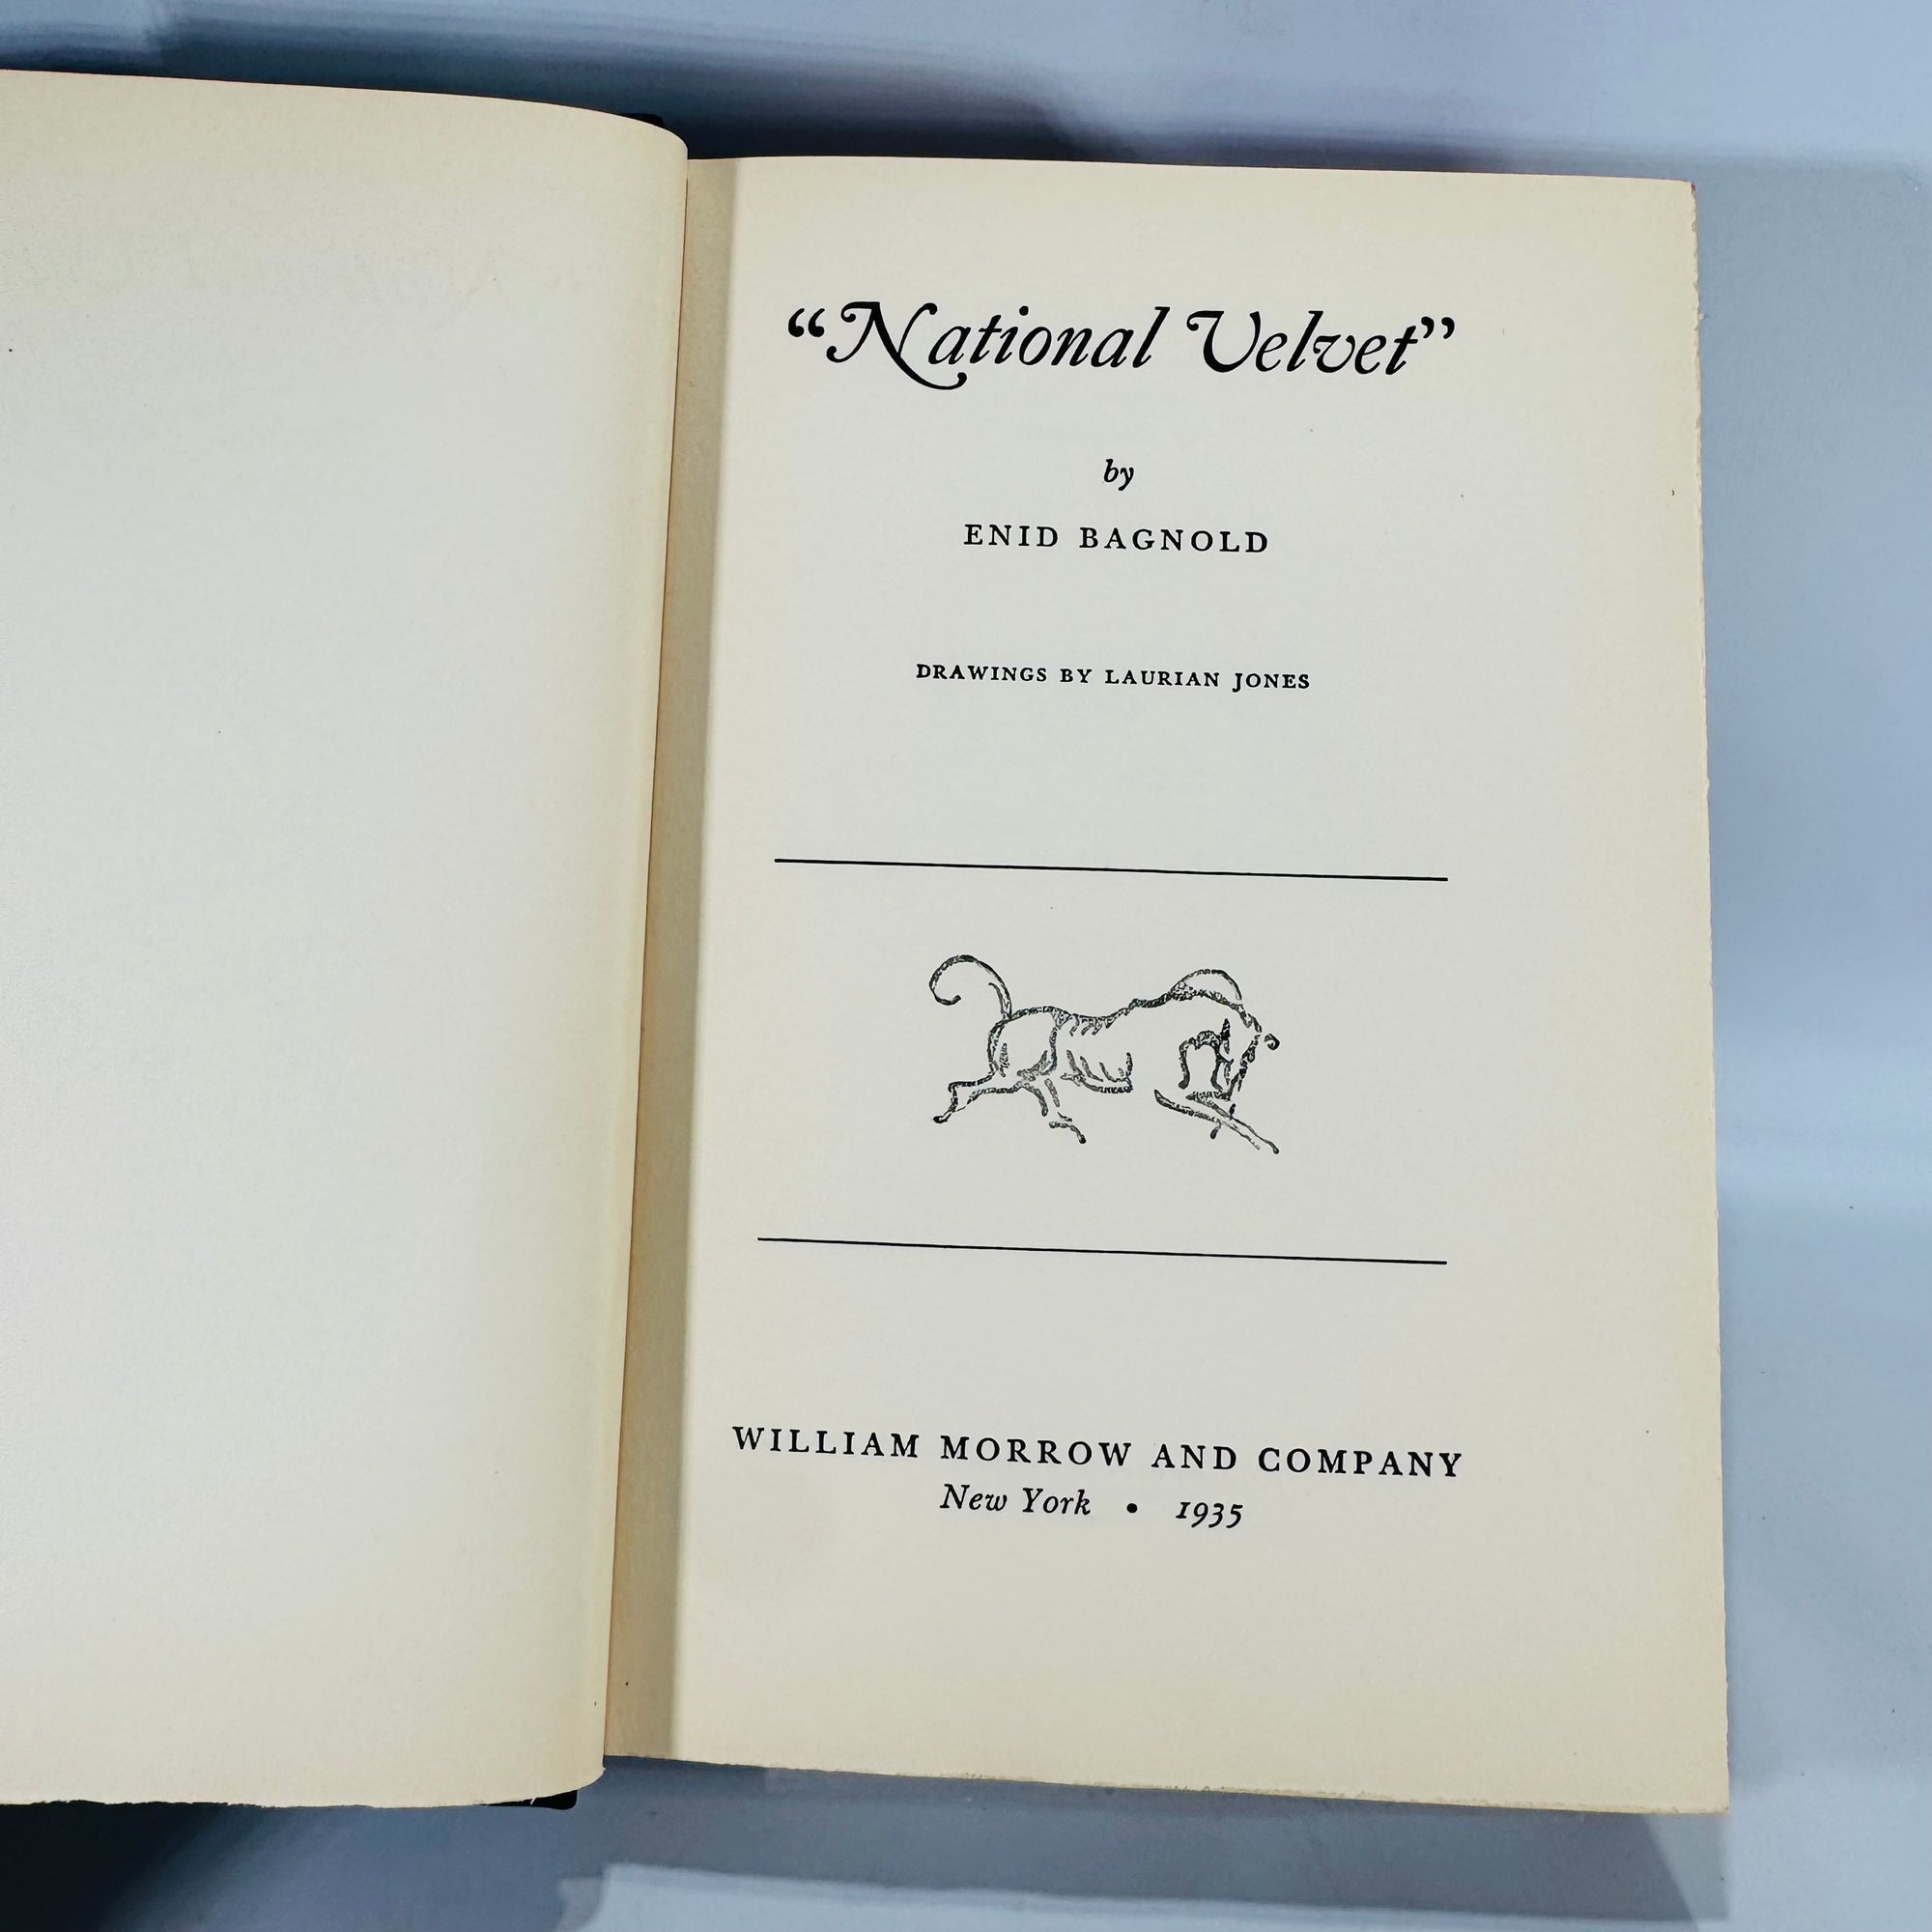 “National Velvet”
by
ENID BAGNOLD
DRAWINGS BY LAURIAN JONES
WILLIAM MORROW AND COMPANY
New York • 1935